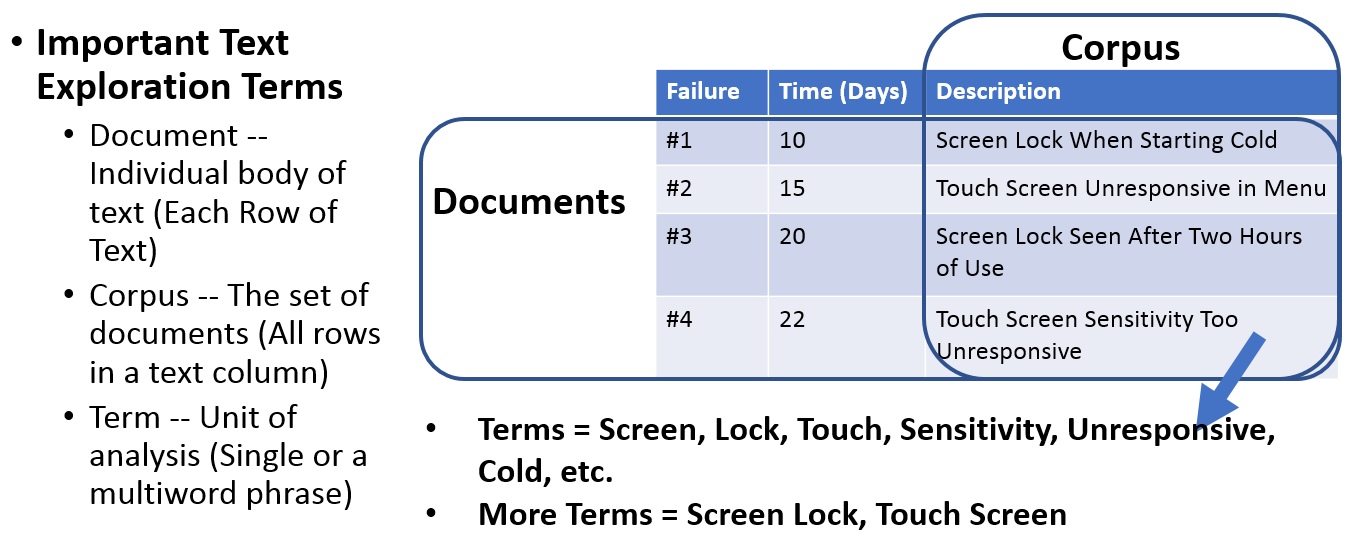 • Important Text
Exploration Terms
• Document --
Individual body of
text (Each Row of
Text)
• Corpus -- The set of
documents (All rows
in a text column)
• Term -- Unit of
analysis (Single or a
multiword phrase)
Corpus
Failure Time (Days) Description
Documents
#1 10 Screen Lock When Starting Cold
#2 15 Touch Screen Unresponsive in Menu
#3 20 Screen Lock Seen After Two Hours
of Use
#4 22 Touch Screen Sensitivity Too
Unresponsive
• Terms = Screen, Lock, Touch, Sensitivity, Unresponsive,
Cold, etc.
• More Terms = Screen Lock, Touch Screen